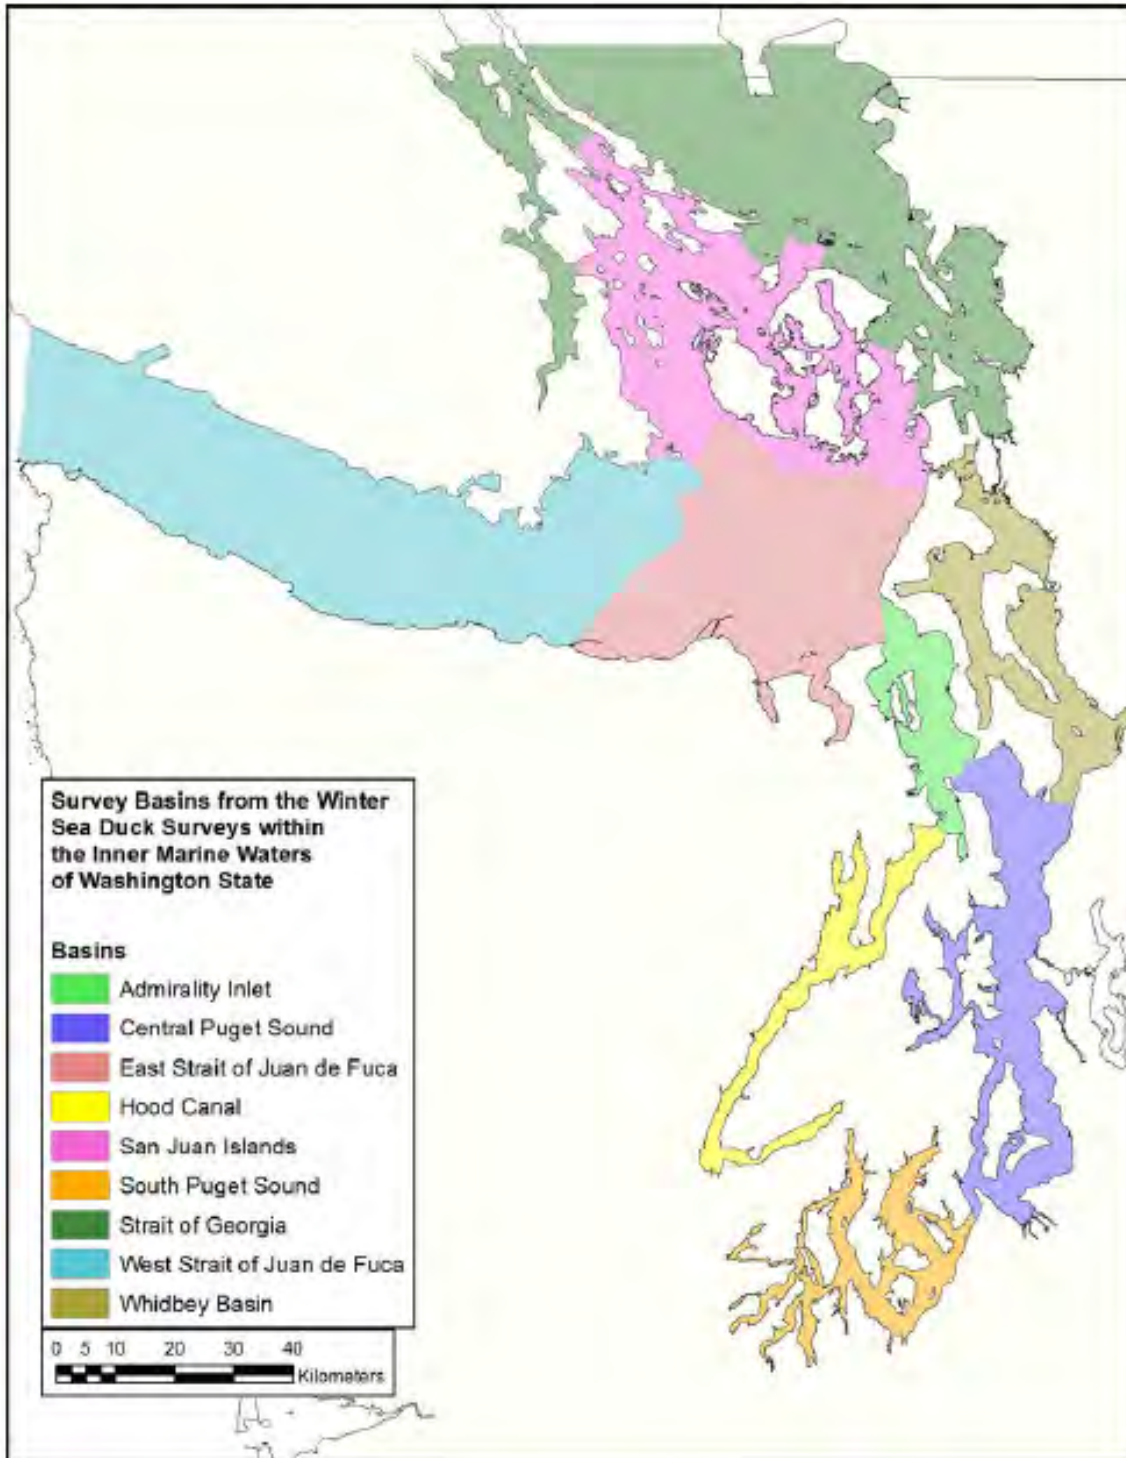 Survey Basins from the Winter
Sea Duck Surveys within
the Inner Marine Waters
of Washington State
Basins
Admirality Inlet
Central Puget Sound
East Strait of Juan de Fuca
Hood Canal
San Juan Islands
South Puget Sound
Strait of Georgia
West Strait of Juan de Fuca
Whidbey Basin
0 5 10 20 30 40
Kilometers